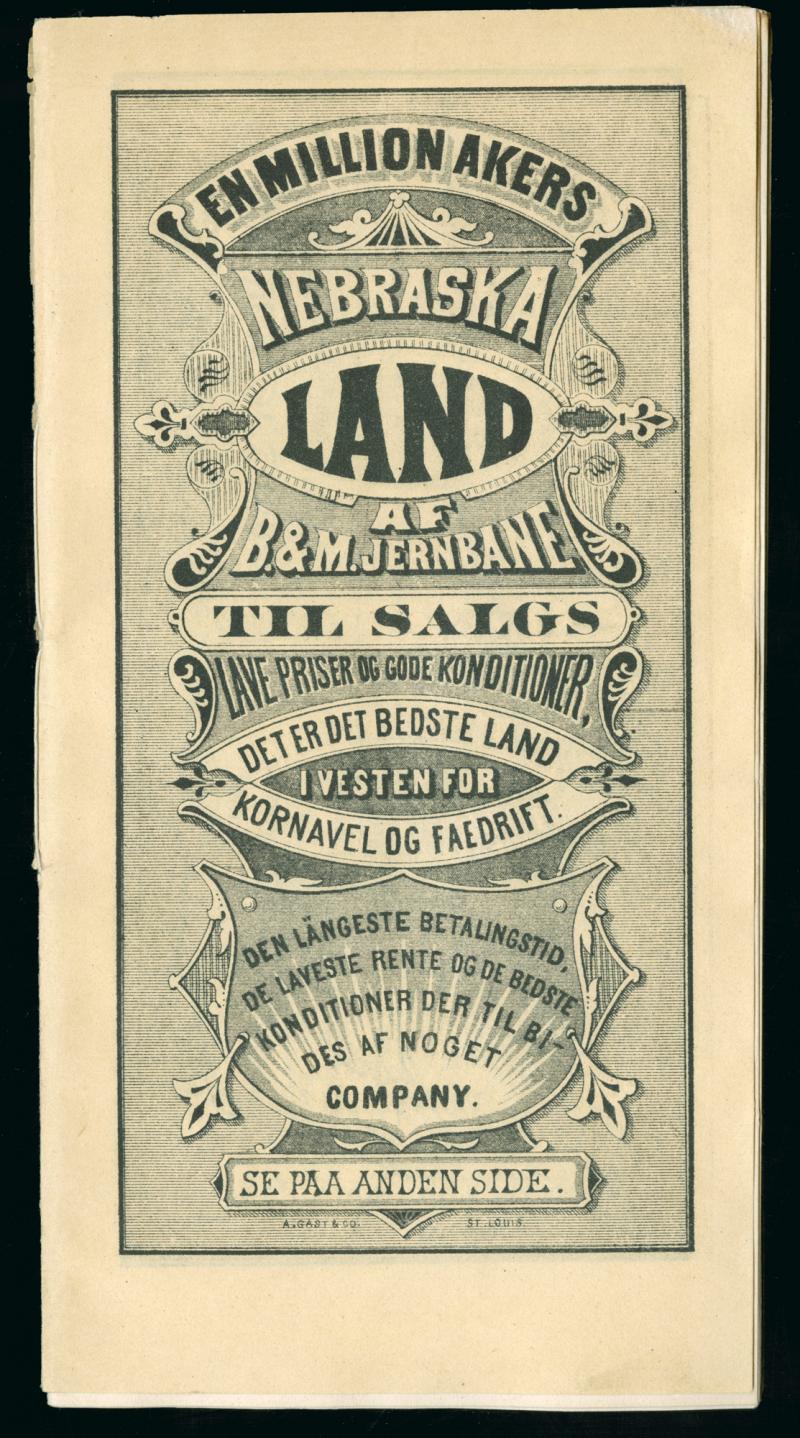 EN MILLION AKERS
NEBRASKA
LAND
AF
B. & M. JERNBANE
TIL SALGS
LAVE PRISER OG GODE KONDITIONER,
DET ER DET BEDSTE LAND
I VESTEN FOR
KORNAVEL OG FAEDRIFT.
DEN LÄNGESTE BETALINGSTID,
DE LAVESTE RENTE OG DE BEDSTE
KONDITIONER DER TIL BI-
DES AF NOGET
COMPANY.
SE PAA ANDEN SIDE.
A. GAST & CO. ST. LOUIS.